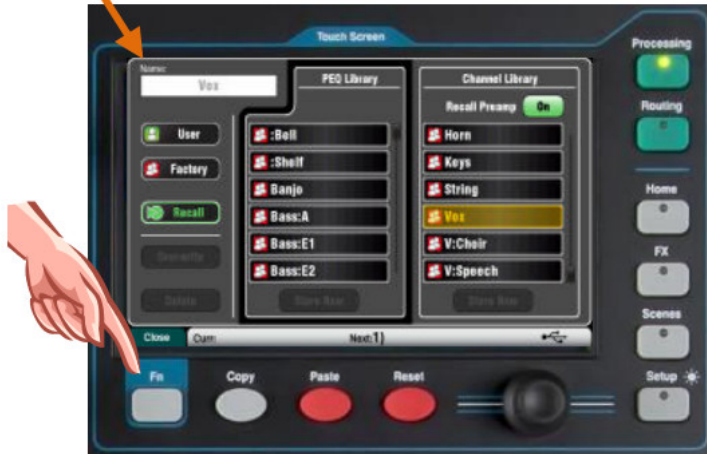 Touch Screen
Processing
Name:
Vox
PEQ Library
Channel Library
Recall Preamp On
Routing
User
:Bell
Horn
Factory
:Shelf
Keys
Banjo
String
Home
Recall
Bass:A
Vox
Overwrite
Bass:E1
V:Choir
FX
Delete
Bass:E2
V:Speech
Store New
Store New
Scenes
Close
Curr:
Next:1)
Fn
Copy
Paste
Reset
Setup